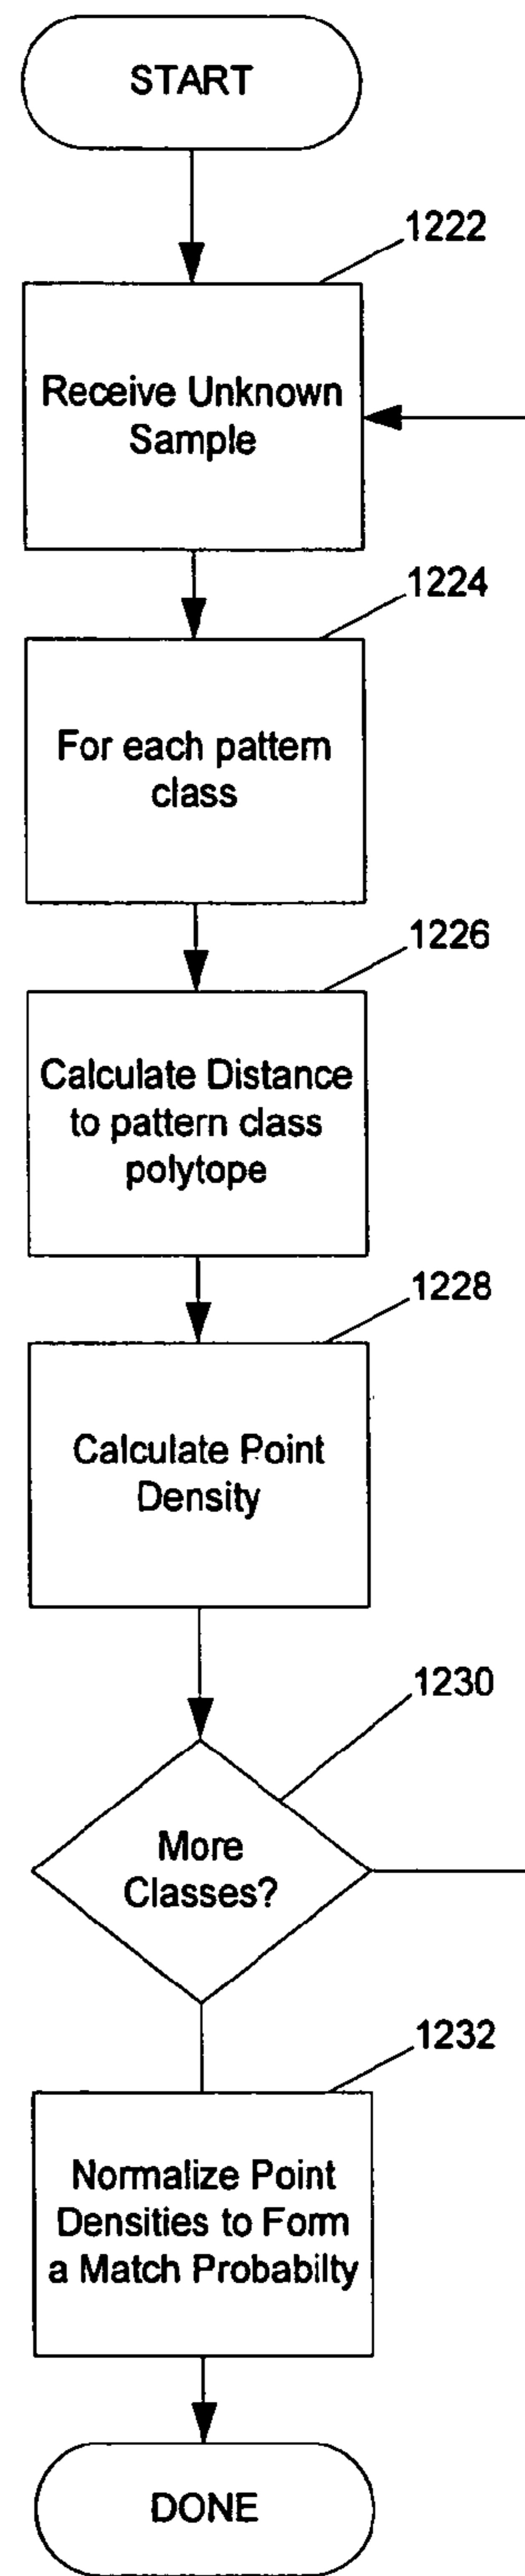 START
1222
Receive Unknown
Sample
1224
For each pattern
class
1226
Calculate Distance
to pattern class
polytope
1228
Calculate Point
Density
1230
More
Classes?
1232
Normalize Point
Densities to Form
a Match Probabilty
DONE